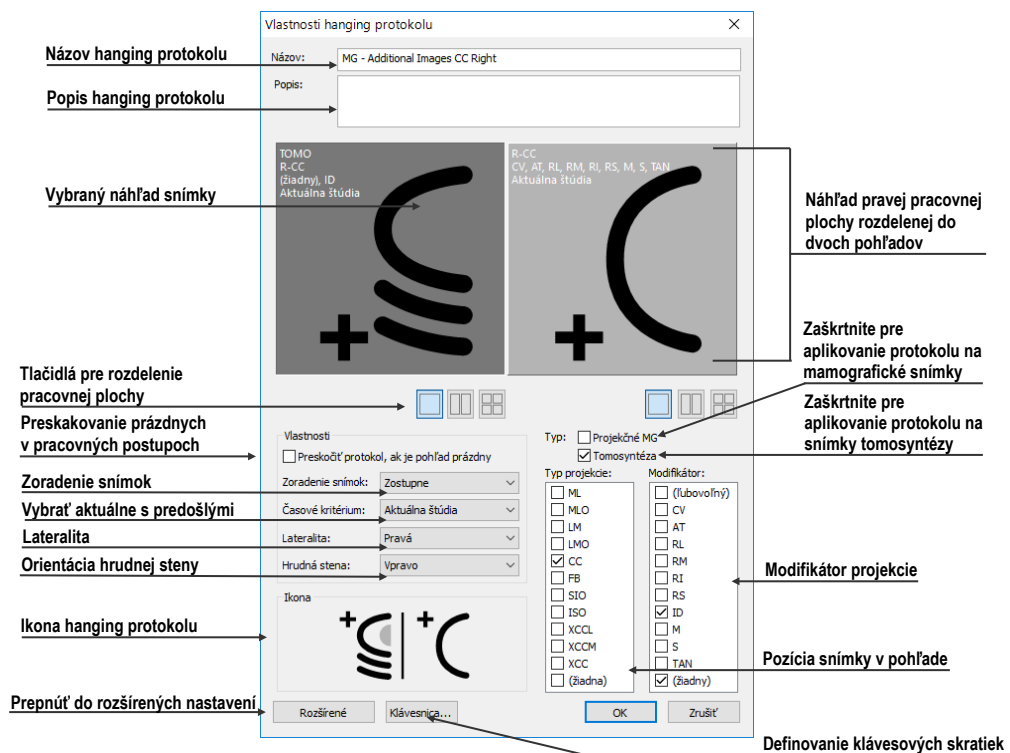 Vlastnosti hanging protokolu
Názov hanging protokolu
Názov:
MG - Additional Images CC Right
Popis hanging protokolu
Popis:
TOMO
R-CC
(žiadny), ID
Aktuálna štúdia
R-CC
CV, AT, RL, RM, RI, RS, M, S, TAN
Aktuálna štúdia
Vybraný náhľad snímky
Náhľad pravej pracovnej
plochy rozdelenej do
dvoch pohľadov
Zaškrtnite pre
aplikovanie protokolu na
mamografické snímky
Tlačidlá pre rozdelenie
pracovnej plochy
Zaškrtnite pre
aplikovanie protokolu na
snímky tomosyntézy
Preskakovanie prázdnych
v pracovných postupoch
Vlastnosti
Preskočiť protokol, ak je pohľad prázdny
Typ:
Projekčné MG
Tomosyntéza
Zoradenie snímok
Zoradenie snímok:
Zostupne
Vybrať aktuálne s predošlými
Časové kritérium:
Aktuálna štúdia
Lateralita
Lateralita:
Pravá
Orientácia hrudnej steny
Hrudná stena:
Vpravo
Typ projekcie:
ML
MLO
LM
LMO
CC
FB
SIO
ISO
XCCL
XCCM
XCC
(žiadna)
Modifikátor:
(ľubovoľný)
CV
AT
RL
RM
RI
RS
ID
M
S
TAN
(žiadny)
Modifikátor projekcie
Ikona
Ikona hanging protokolu
Pozícia snímky v pohľade
Prepnúť do rozšírených nastavení
Rozšírené
Klávesnica...
OK
Zrušiť
Definovanie klávesových skratiek